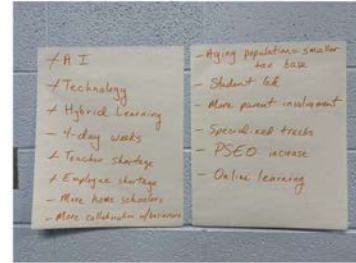 + A I
+ Technology
+ Hybrid Learning
- 4-day weeks
+ Teacher shortage
+ Employee shortage
- More home schoolers
- More collaboration w/business
- Aging population = smaller
tax base
- Student led
- More parent involvement
- Specialized tracks
- PSEO increase
- Online learning